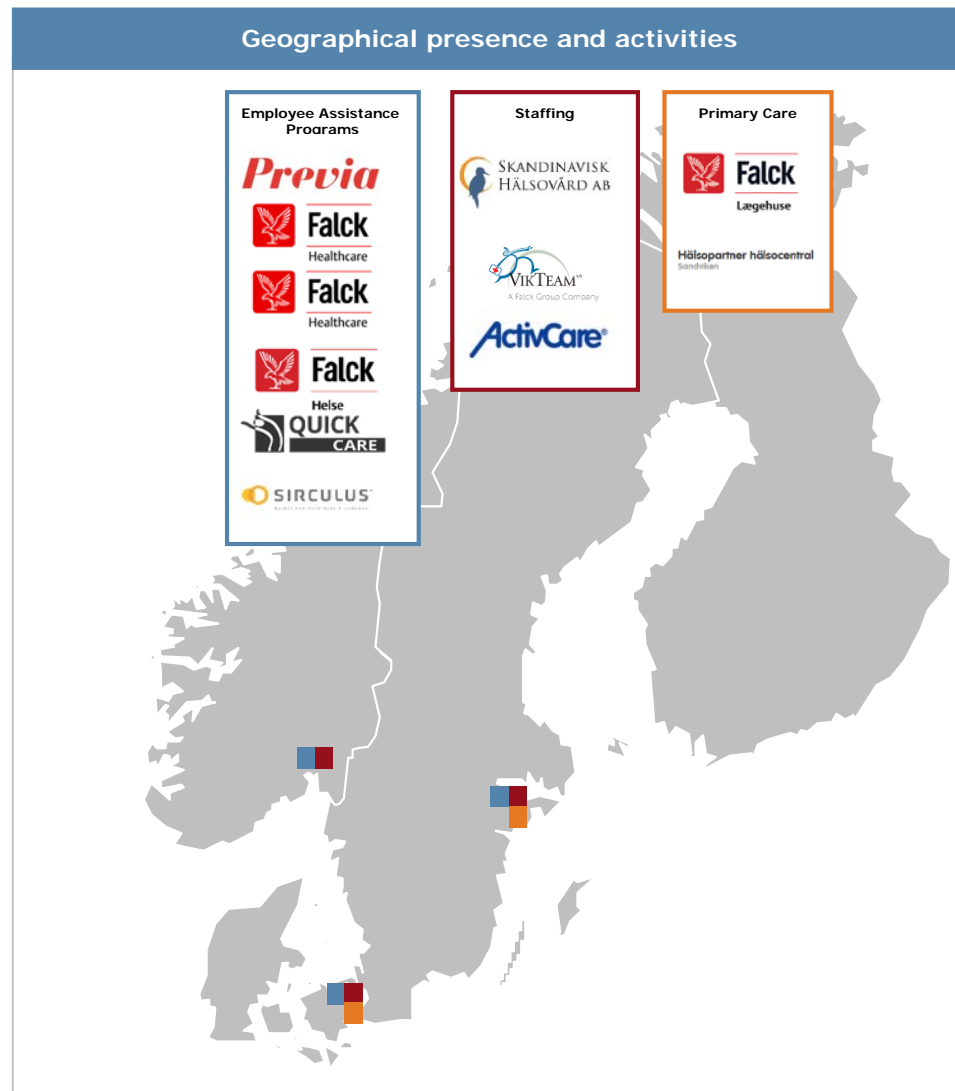 Geographical presence and activities
Employee Assistance
Programs
Previa
Falck
Healthcare
Falck
Healthcare
Falck
Helse
QUICK
CARE
SIRCULUS
Staffing
SKANDINAVISK
HÄLSOVÅRD AB
VIKTEAM
A Falck Group Company
ActivCare®
Primary Care
Falck
Lægehuse
Hälsopartner hälsocentral
Sandviken